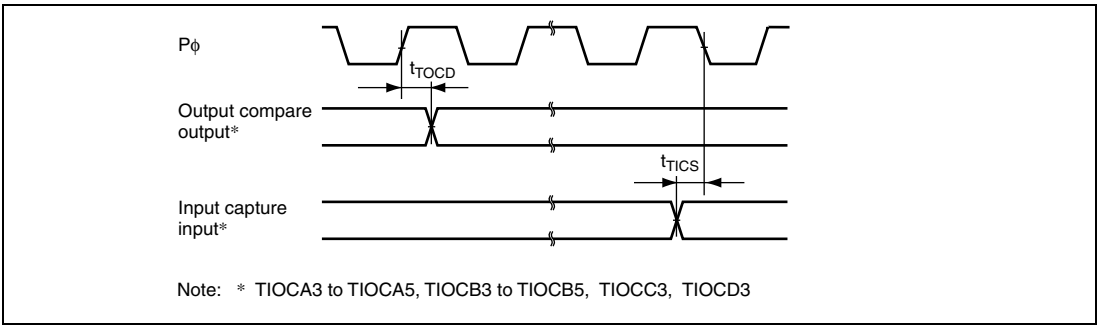 Pϕ
tTOCD
Output compare
output*
tTICS
Input capture
input*
Note: * TIOCA3 to TIOCA5, TIOCB3 to TIOCB5, TIOCC3, TIOCD3